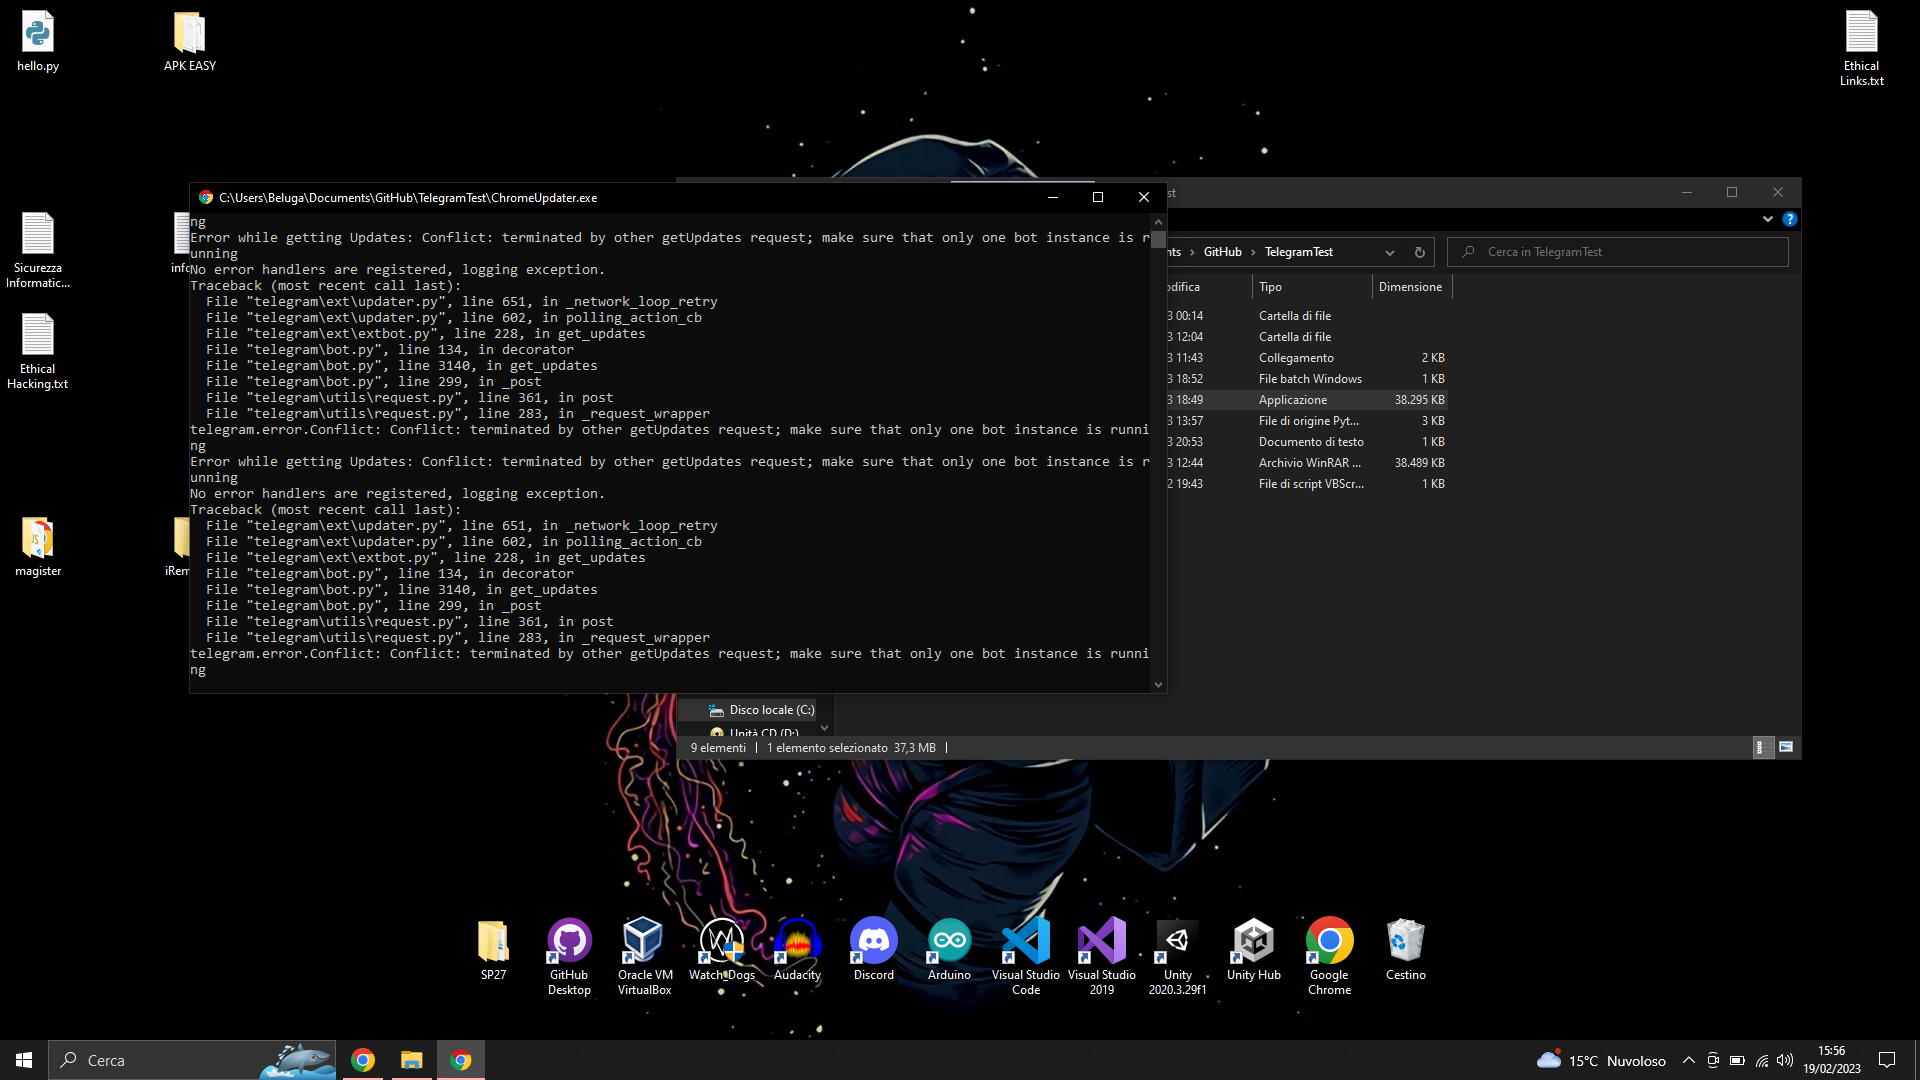 hello.py
APK EASY
Ethical
Links.txt
Sicurezza
Informatic...
info
Ethical
Hacking.txt
magister
iRem
C:\Users\Beluga\Documents\GitHub\TelegramTest\ChromeUpdater.exe
ng
Error while getting Updates: Conflict: terminated by other getUpdates request; make sure that only one bot instance is r
unning
No error handlers are registered, logging exception.
Traceback (most recent call last):
File "telegram\ext\updater.py", line 651, in _network_loop_retry
File "telegram\ext\updater.py", line 602, in polling_action_cb
File "telegram\ext\extbot.py", line 228, in get_updates
File "telegram\bot.py", line 134, in decorator
File "telegram\bot.py", line 3140, in get_updates
File "telegram\bot.py", line 299, in _post
File "telegram\utils\request.py", line 361, in post
File "telegram\utils\request.py", line 283, in _request_wrapper
telegram.error.Conflict: Conflict: terminated by other getUpdates request; make sure that only one bot instance is runni
ng
Error while getting Updates: Conflict: terminated by other getUpdates request; make sure that only one bot instance is r
unning
No error handlers are registered, logging exception.
Traceback (most recent call last):
File "telegram\ext\updater.py", line 651, in _network_loop_retry
File "telegram\ext\updater.py", line 602, in polling_action_cb
File "telegram\ext\extbot.py", line 228, in get_updates
File "telegram\bot.py", line 134, in decorator
File "telegram\bot.py", line 3140, in get_updates
File "telegram\bot.py", line 299, in _post
File "telegram\utils\request.py", line 361, in post
File "telegram\utils\request.py", line 283, in _request_wrapper
telegram.error.Conflict: Conflict: terminated by other getUpdates request; make sure that only one bot instance is runni
ng
st
nts › GitHub › TelegramTest
Cerca in TelegramTest
odifica Tipo Dimensione
3 00:14 Cartella di file
3 12:04 Cartella di file
3 11:43 Collegamento 2 KB
3 18:52 File batch Windows 1 KB
3 18:49 Applicazione 38.295 KB
3 13:57 File di origine Pyt... 3 KB
3 20:53 Documento di testo 1 KB
3 12:44 Archivio WinRAR ... 38.489 KB
2 19:43 File di script VBScr... 1 KB
Disco locale (C:)
Unità CD (D:)
9 elementi 1 elemento selezionato 37,3 MB
SP27
GitHub
Desktop
Oracle VM
VirtualBox
Watch_Dogs
Audacity
Discord
Arduino
Visual Studio
Code
Visual Studio
2019
Unity
2020.3.29f1
Unity Hub
Google
Chrome
Cestino
Cerca
15°C Nuvoloso
15:56
19/02/2023